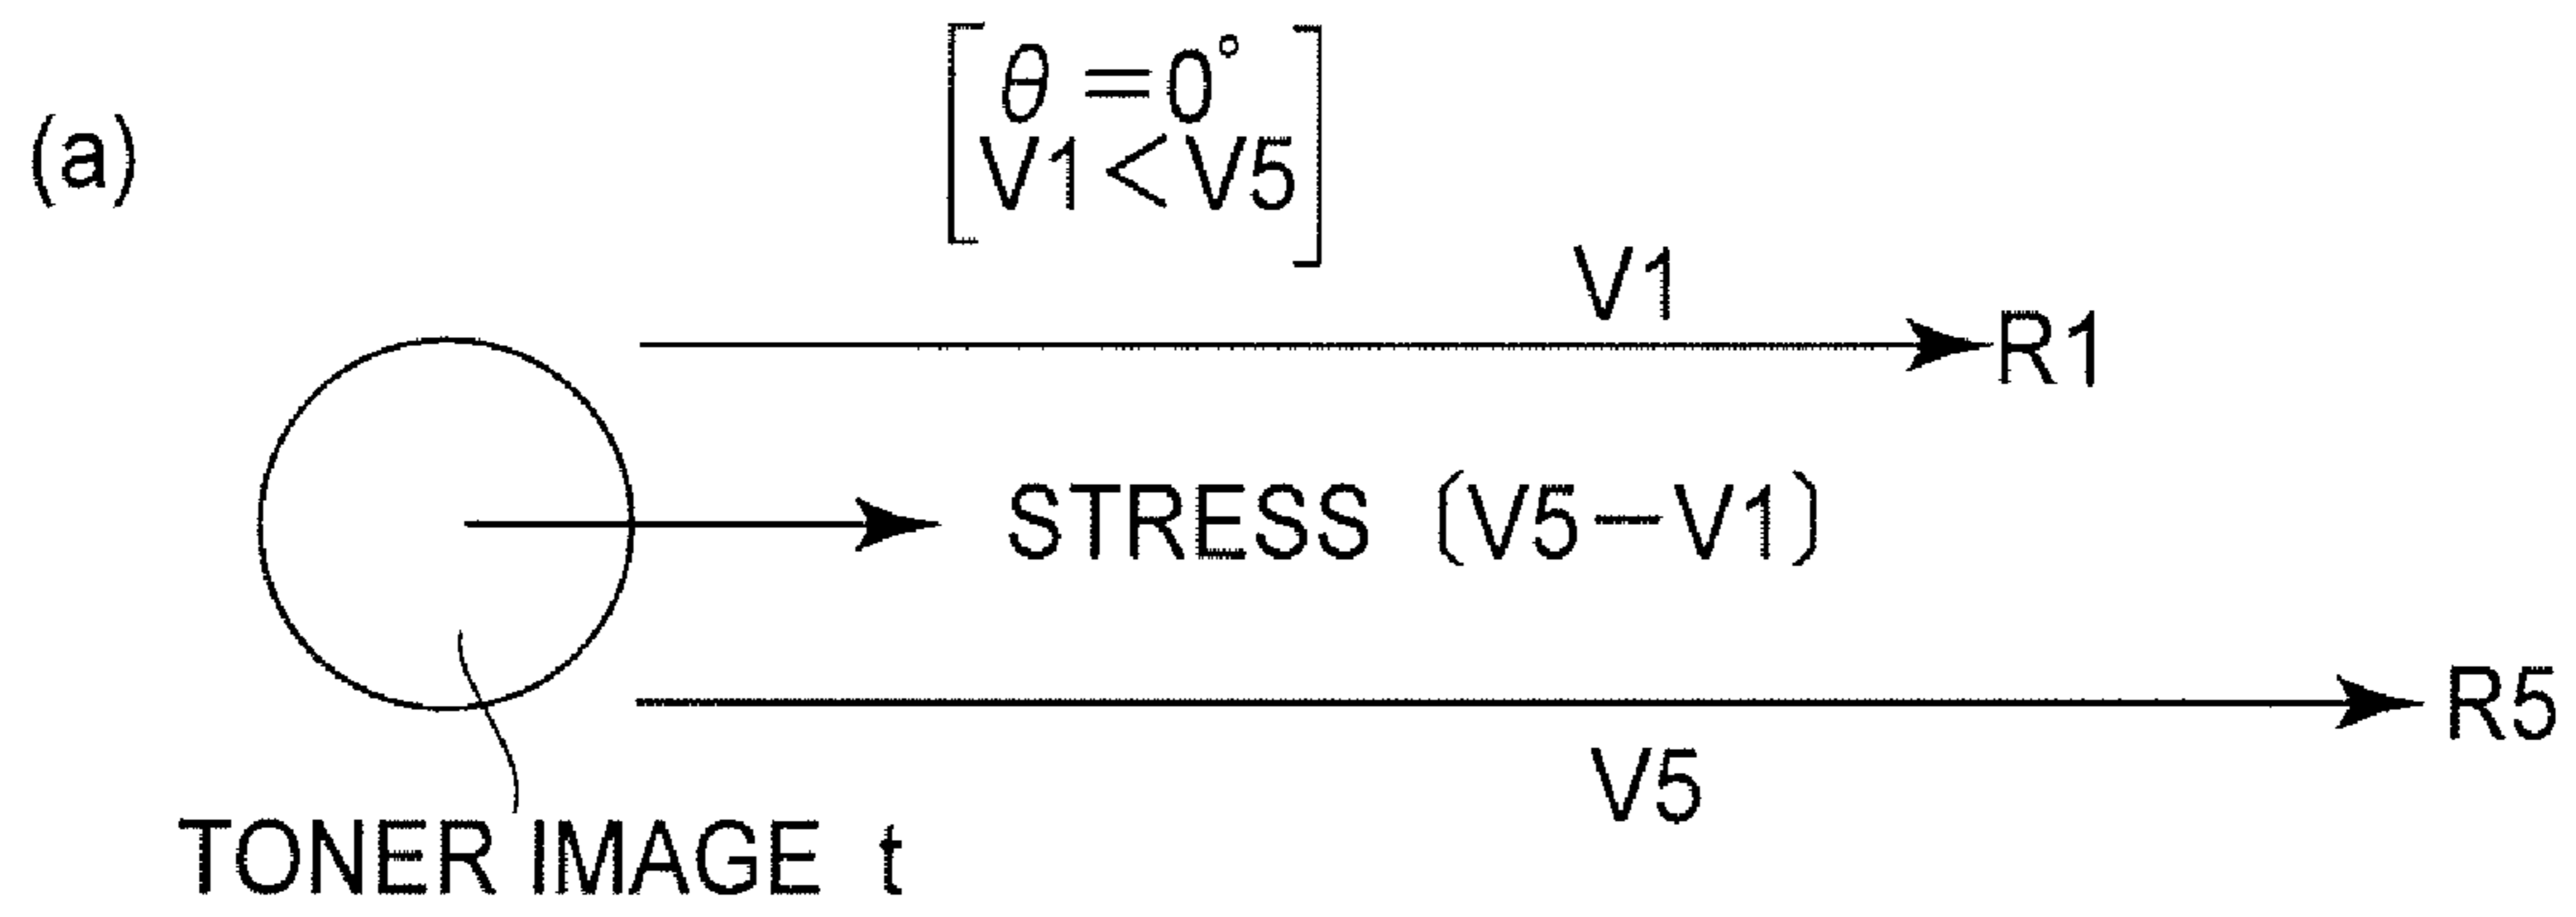 (a)
θ=0°
V1<V5
V1
R1
STRESS (V5-V1)
R5
V5
TONER IMAGE t